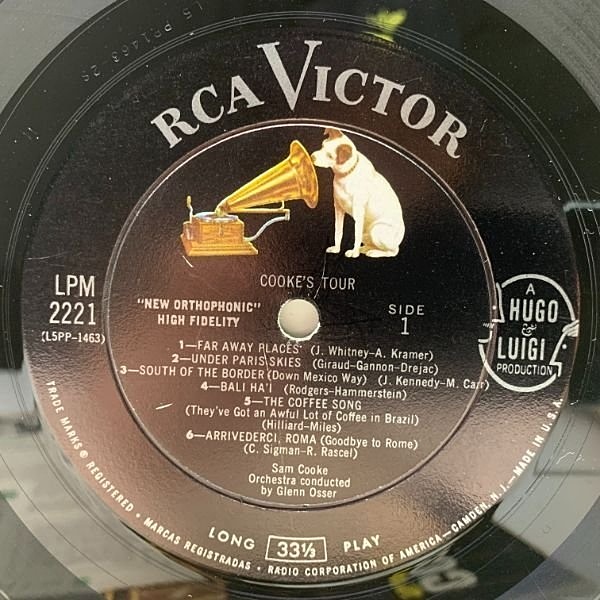 L5 PP1463-2S
RCA VICTOR
COOKE'S TOUR
LPM
2221
(L5PP-1463)
"NEW ORTHOPHONIC"
HIGH FIDELITY
SIDE
1
A
HUGO
&
LUIGI
PRODUCTION
1—FAR AWAY PLACES (J. Whitney-A. Kramer)
2—UNDER PARIS SKIES (Giraud-Gannon-Drejac)
3—SOUTH OF THE BORDER (Down Mexico Way) (J. Kennedy-M. Carr)
4—BALI HA'I (Rodgers-Hammerstein)
5—THE COFFEE SONG
(They've Got an Awful Lot of Coffee in Brazil)
(Hilliard-Miles)
6—ARRIVEDERCI, ROMA (Goodbye to Rome)
(C. Sigman-R. Rascel)
Sam Cooke
Orchestra conducted
by Glenn Osser
LONG 33⅓ PLAY
TRADE MARKS ® REGISTERED • MARCAS REGISTRADAS • RADIO CORPORATION OF AMERICA—CAMDEN, N. J.—MADE IN U.S.A.